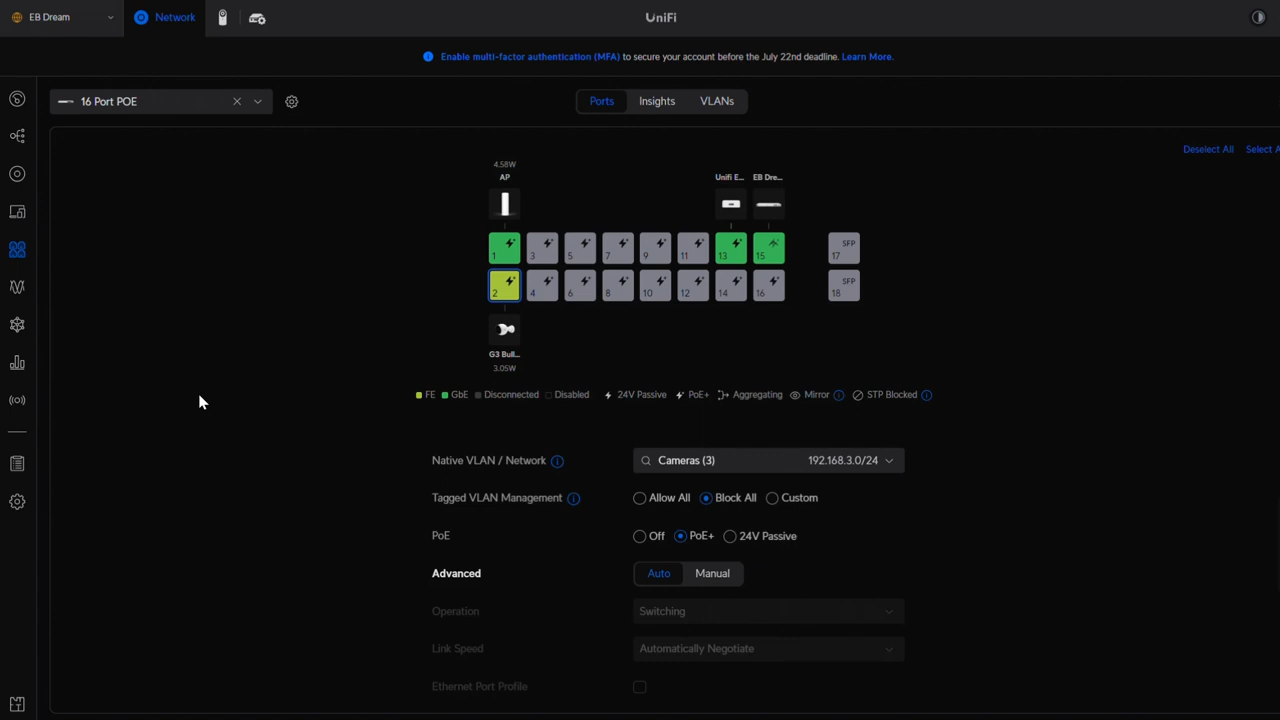 EB Dream
Network
UniFi
Enable multi-factor authentication (MFA) to secure your account before the July 22nd deadline. Learn More.
16 Port POE
Ports
Insights
VLANs
Deselect All
Select A
4.58W
AP
Unifi E...
EB Dre...
1
3
5
7
9
11
13
15
SFP
17
2
4
6
8
10
12
14
16
SFP
18
G3 Bull...
3.05W
FE
GbE
Disconnected
Disabled
24V Passive
PoE+
Aggregating
Mirror
STP Blocked
Native VLAN / Network
Cameras (3)
192.168.3.0/24
Tagged VLAN Management
Allow All
Block All
Custom
PoE
Off
PoE+
24V Passive
Advanced
Auto
Manual
Operation
Switching
Link Speed
Automatically Negotiate
Ethernet Port Profile